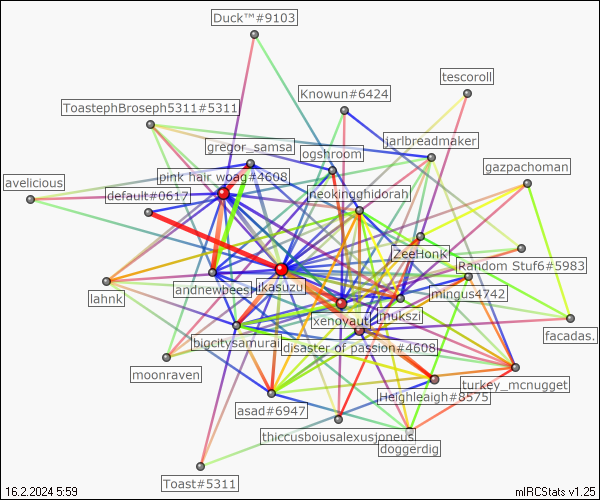 Duck™#9103
tescoroll
Knowun#6424
ToastephBroseph5311#5311
jarlbreadmaker
gregor_samsa
ogshroom
gazpachoman
pink hair woag#4608
avelicious
default#0617
neokingghidorah
ZeeHonK
Random Stuf6#5983
ikasuzu
andnewbees
mingus4742
lahnk
mukszi
xenoyaut
facadas.
bigcitysamurai
disaster of passion#4608
moonraven
turkey_mcnugget
Heighleaigh#8575
asad#6947
thiccusboiusalexusjoneus
doggerdig
Toast#5311
16.2.2024 5:59
mIRCStats v1.25